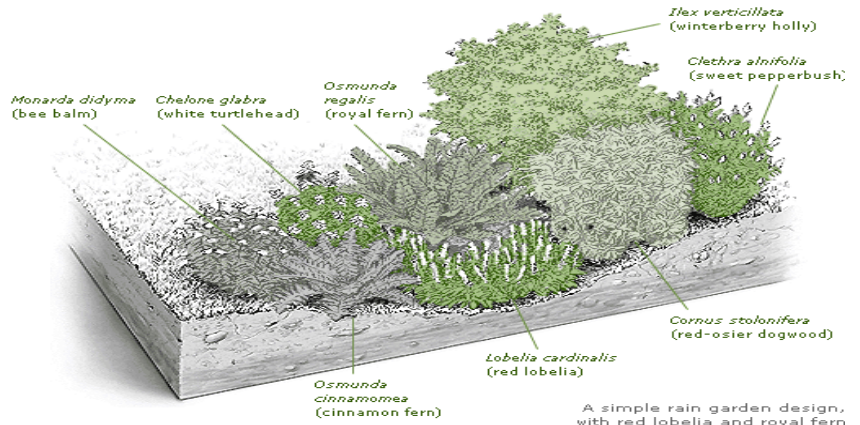 Ilex verticillata
(winterberry holly)
Clethra alnifolia
(sweet pepperbush)
Osmunda
regalis
(royal fern)
Monarda didyma
(bee balm)
Chelone glabra
(white turtlehead)
Cornus stolonifera
(red-osier dogwood)
Lobelia cardinalis
(red lobelia)
Osmunda
cinnamomea
(cinnamon fern)
A simple rain garden design,
with red lobelia and royal fern